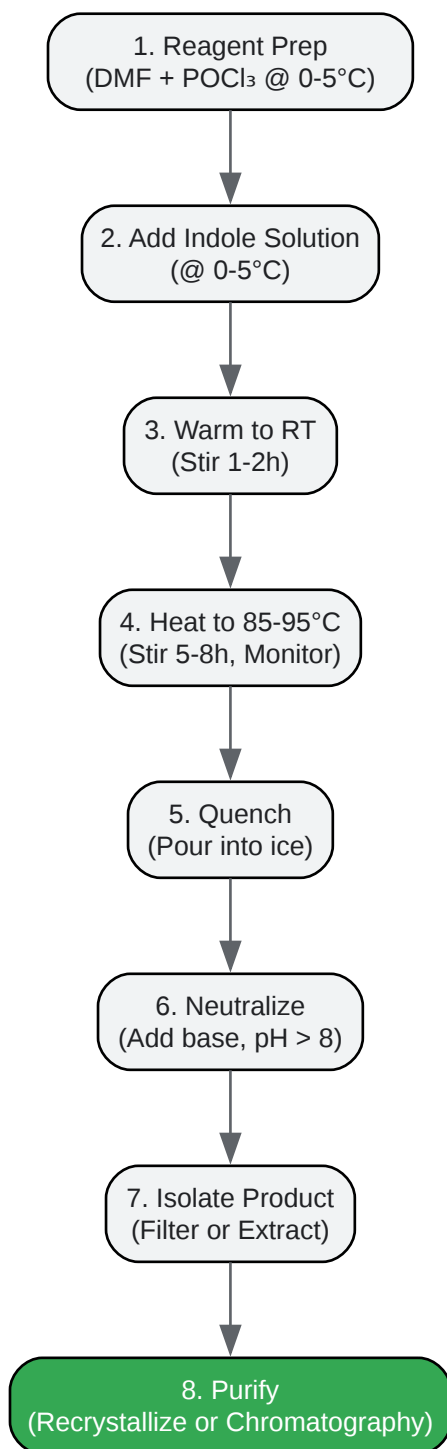 1. Reagent Prep
(DMF + POCl₃ @ 0-5°C)
2. Add Indole Solution
(@ 0-5°C)
3. Warm to RT
(Stir 1-2h)
4. Heat to 85-95°C
(Stir 5-8h, Monitor)
5. Quench
(Pour into ice)
6. Neutralize
(Add base, pH > 8)
7. Isolate Product
(Filter or Extract)
8. Purify
(Recrystallize or Chromatography)